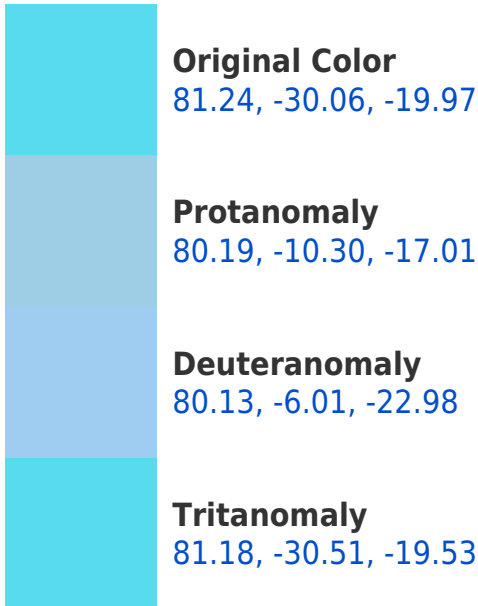 Original Color
81.24, -30.06, -19.97
Protanomaly
80.19, -10.30, -17.01
Deuteranomaly
80.13, -6.01, -22.98
Tritanomaly
81.18, -30.51, -19.53